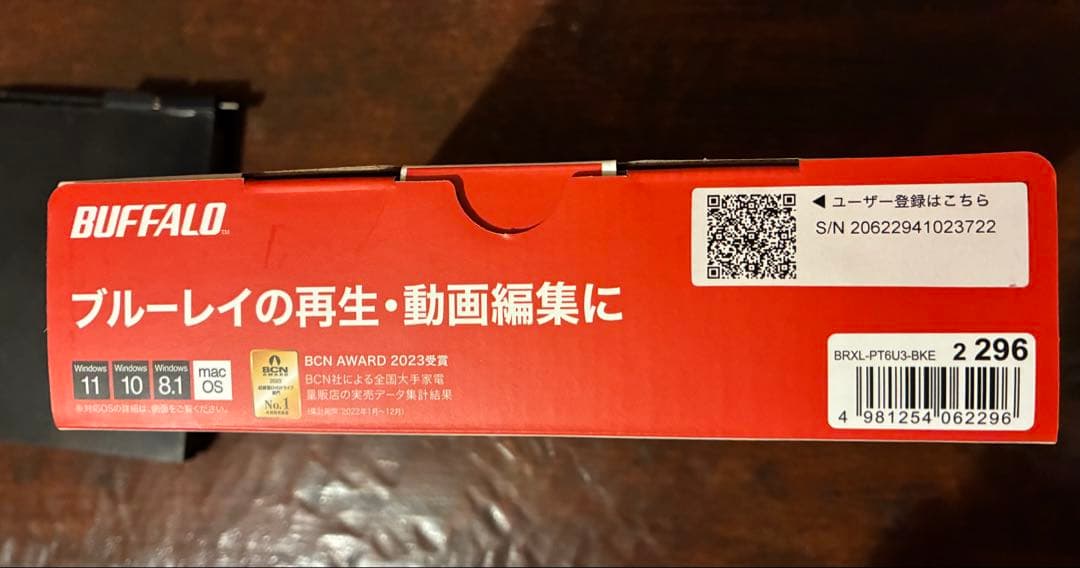 BUFFALO™
ブルーレイの再生・動画編集に
Windows 11
Windows 10
Windows 8.1
mac OS
※対応OSの詳細は、側面をご覧ください。
BCN AWARD
2023
No.1
BCN AWARD 2023受賞
BCN社による全国大手家電
量販店の実売データ集計結果
(集計期間:2022年1月~12月)
◀ ユーザー登録はこちら
S/N 20622941023722
BRXL-PT6U3-BKE 2 296
4 981254 062296